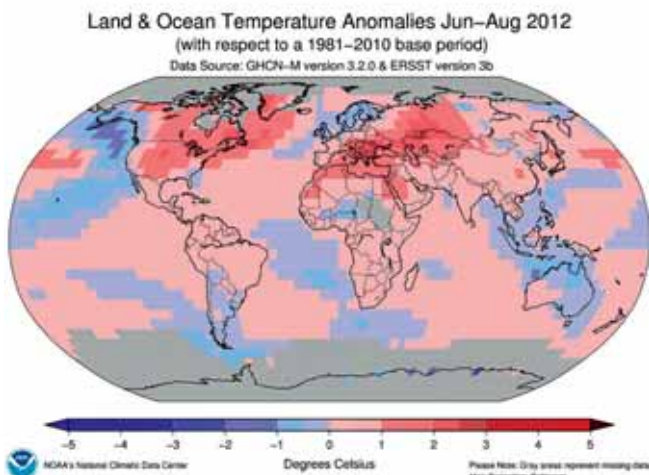 Land & Ocean Temperature Anomalies Jun–Aug 2012
(with respect to a 1981–2010 base period)
Data Source: GHCN–M version 3.2.0 & ERSST version 3b
-5 -4 -3 -2 -1 0 1 2 3 4 5
NOAA's National Climatic Data Center
Degrees Celsius
Please Note: Gray areas represent missing data